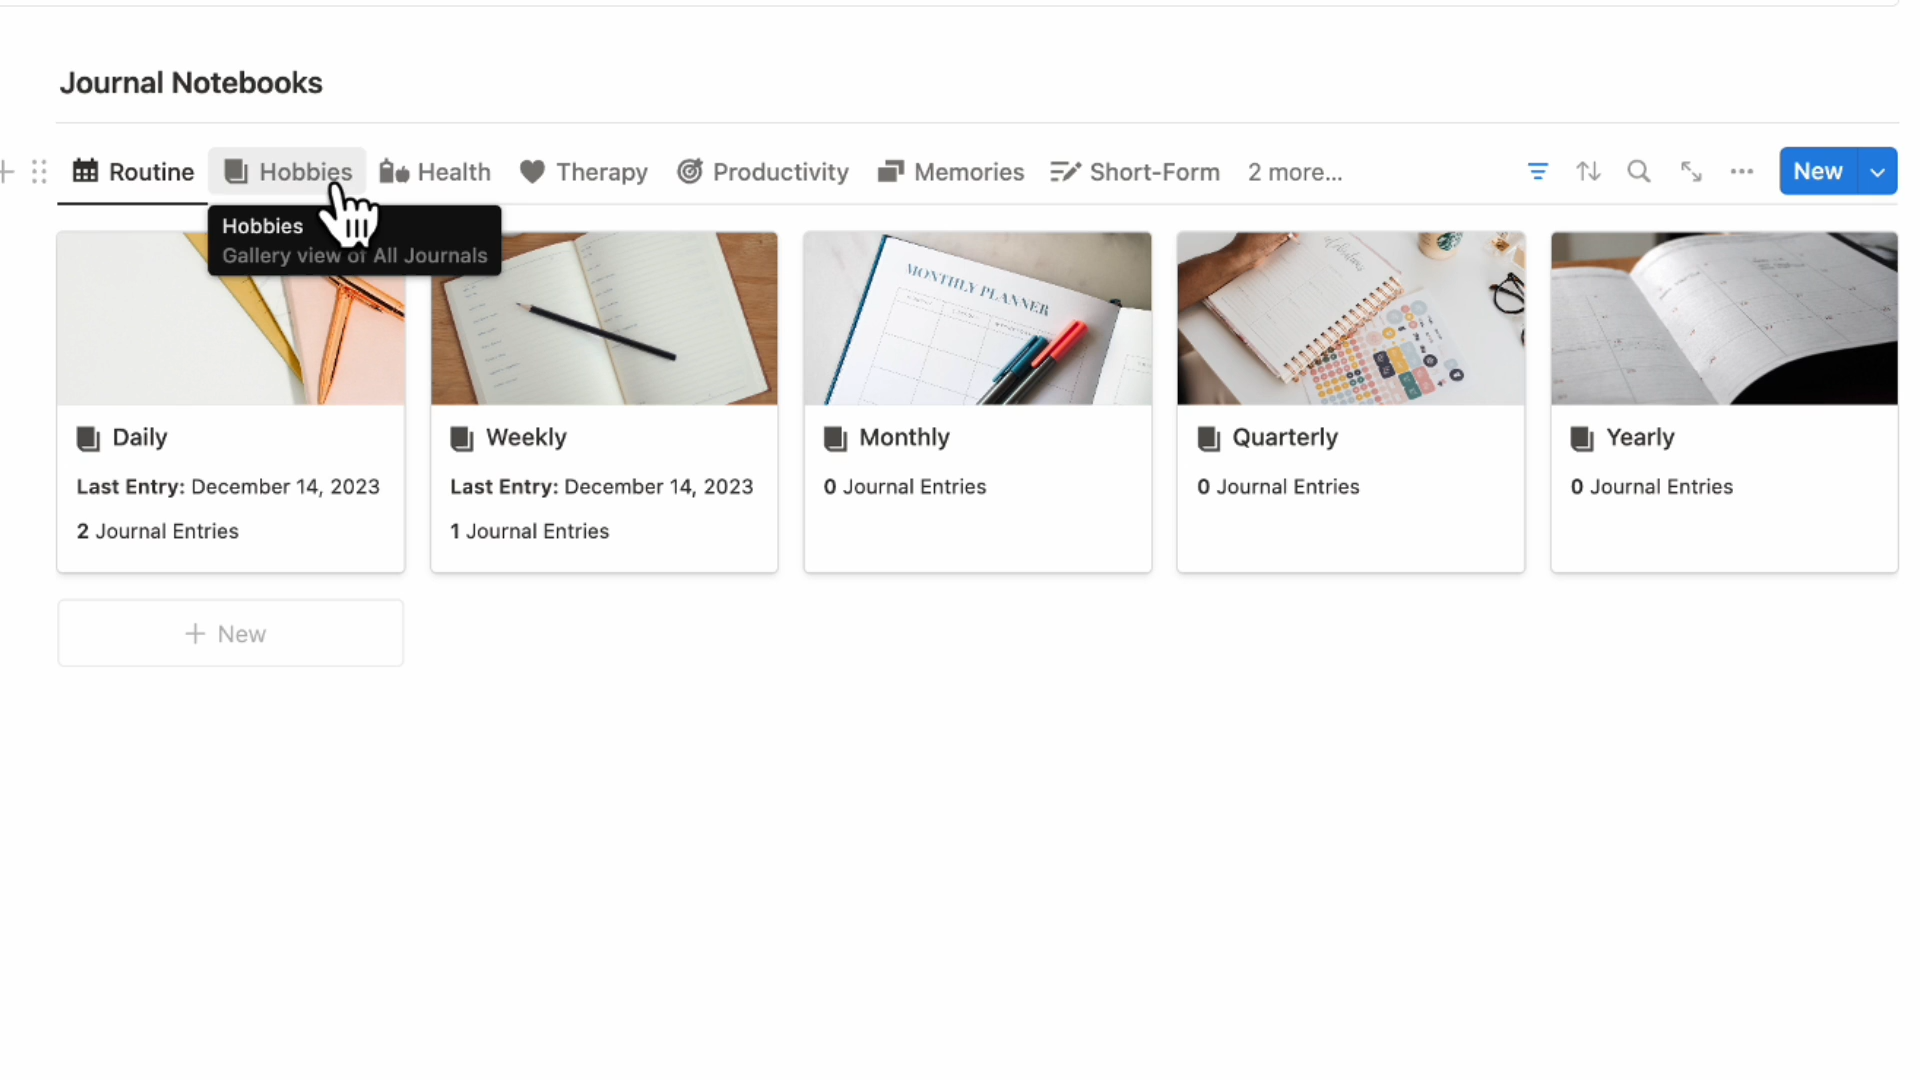 Journal Notebooks
Routine Hobbies Health Therapy Productivity Memories Short-Form 2 more... New
Hobbies
Gallery view of All Journals
MONTHLY PLANNER
Daily
Last Entry: December 14, 2023
2 Journal Entries
Weekly
Last Entry: December 14, 2023
1 Journal Entries
Monthly
0 Journal Entries
Quarterly
0 Journal Entries
Yearly
0 Journal Entries
+ New